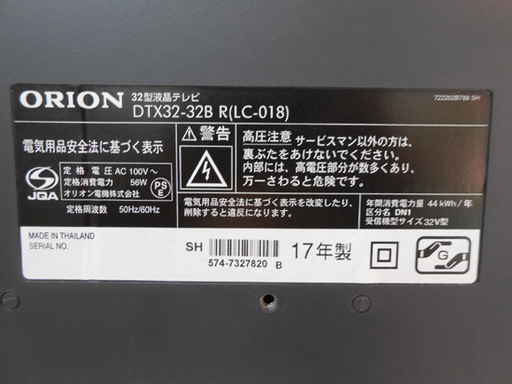 ORION
32型液晶テレビ
DTX32-32B R(LC-018)
722202B786 SH
電気用品安全法に基づく表示
JQA
定格電圧 AC 100V~
定格消費電力 56W
オリオン電機株式会社
定格周波数 50Hz/60Hz
PS
E
警告
高圧注意 サービスマン以外の方は、
裏ぶたをあけないでください。
内部には、高圧部分が数多くあり、
万一さわると危険です。
電気用品安全法に基づく表示を改変したり、
削除すると違反になります。
年間消費電力量 44 kWh/年
区分名 DN1
受信機型サイズ 32V型
MADE IN THAILAND
SERIAL NO.
SH
574-7327820 B
17年製
G